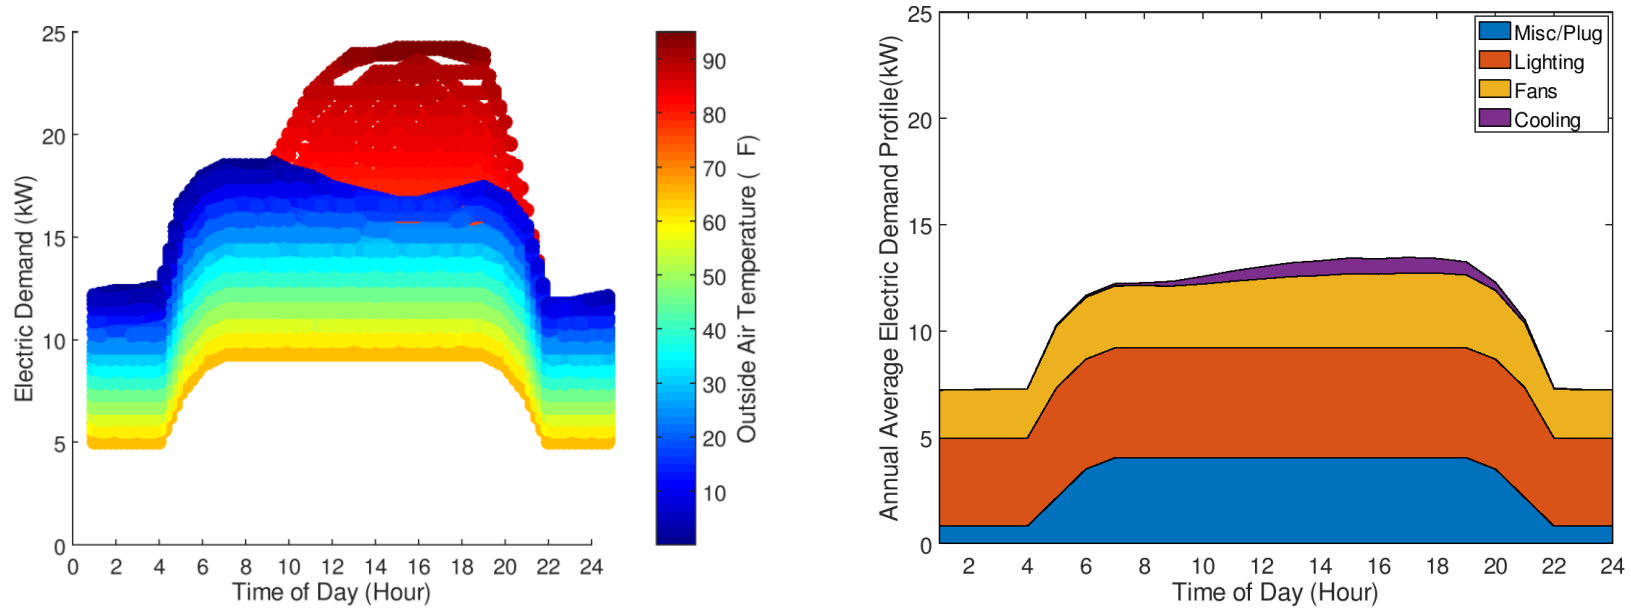 25
20
15
10
5
0
Electric Demand (kW)
0 2 4 6 8 10 12 14 16 18 20 22 24
Time of Day (Hour)
90
80
70
60
50
40
30
20
10
Outside Air Temperature ( F)
25
20
15
10
5
0
Annual Average Electric Demand Profile(kW)
2 4 6 8 10 12 14 16 18 20 22 24
Time of Day (Hour)
Misc/Plug
Lighting
Fans
Cooling